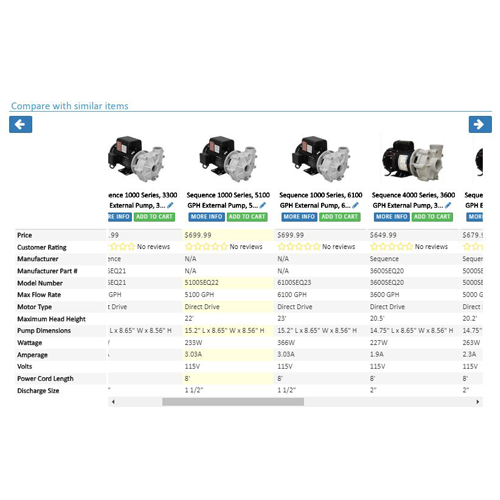 Compare with similar items
ence 1000 Series, 3300 Sequence 1000 Series, 5100 Sequence 1000 Series, 6100 Sequence 4000 Series, 3600 Seque
External Pump, 3... GPH External Pump, 5... GPH External Pump, 6... GPH External Pump, 3... GPH E
RE INFO ADD TO CART MORE INFO ADD TO CART MORE INFO ADD TO CART MORE INFO ADD TO CART MO
Price .99 $699.99 $699.99 $649.99 $679.9
Customer Rating No reviews No reviews No reviews No reviews
Manufacturer ence N/A N/A Sequence Seque
Manufacturer Part # SEQ21 N/A N/A 3600SEQ20 5000S
Model Number SEQ21 5100SEQ22 6100SEQ23 3600SEQ20 5000S
Max Flow Rate GPH 5100 GPH 6100 GPH 3600 GPH 5000 G
Motor Type t Drive Direct Drive Direct Drive Direct Drive Direct
Maximum Head Height 22' 23' 20.5' 20.2'
Pump Dimensions L x 8.65" W x 8.56" H 15.2" L x 8.65" W x 8.56" H 15.2" L x 8.65" W x 8.56" H 14.75" L x 8.65" W x 8.56" H 14.75"
Wattage 233W 366W 227W 263W
Amperage 3.03A 3.03A 1.9A 2.3A
Volts 115V 115V 115V 115V
Power Cord Length 8' 8' 8' 8'
Discharge Size 1 1/2" 1 1/2" 2" 2"